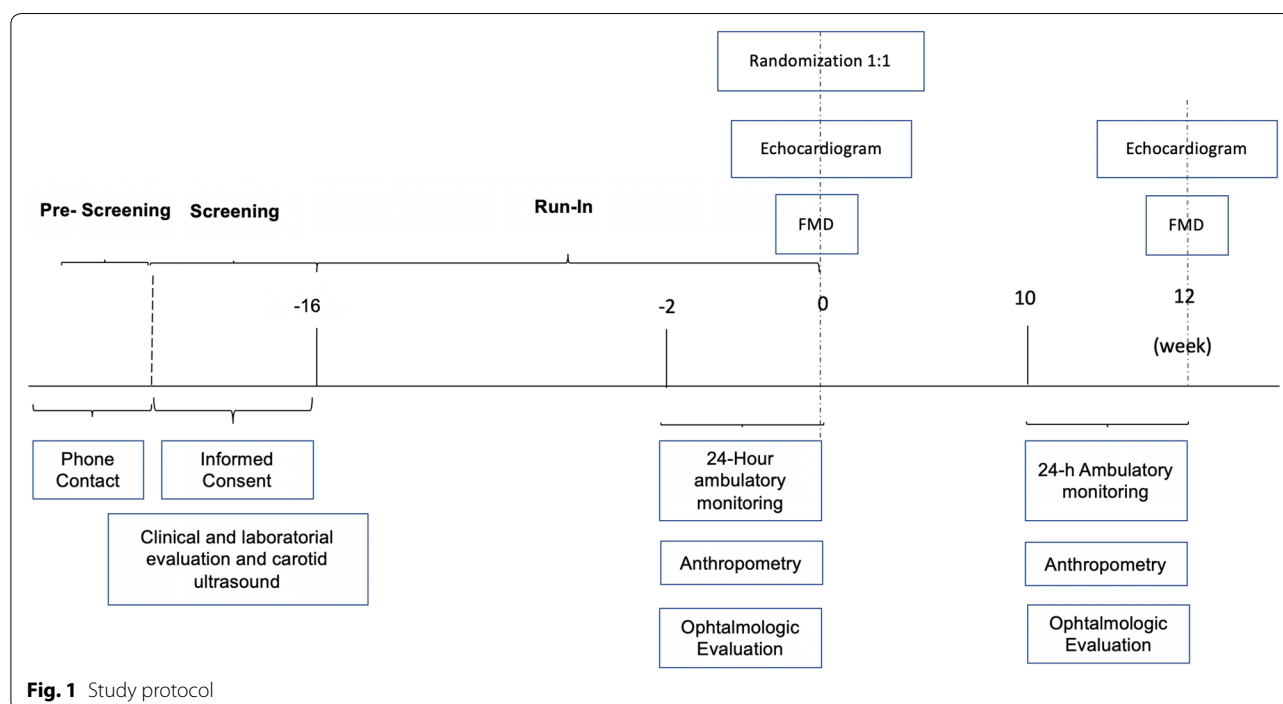 Randomization 1:1
Echocardiogram
Echocardiogram
FMD
FMD
Pre- Screening
Screening
Run-In
-16
-2
0
10
12
(week)
Phone
Contact
Informed
Consent
Clinical and laboratorial
evaluation and carotid
ultrasound
24-Hour
ambulatory
monitoring
Anthropometry
Ophtalmologic
Evaluation
24-h Ambulatory
monitoring
Anthropometry
Ophtalmologic
Evaluation
Fig. 1 Study protocol